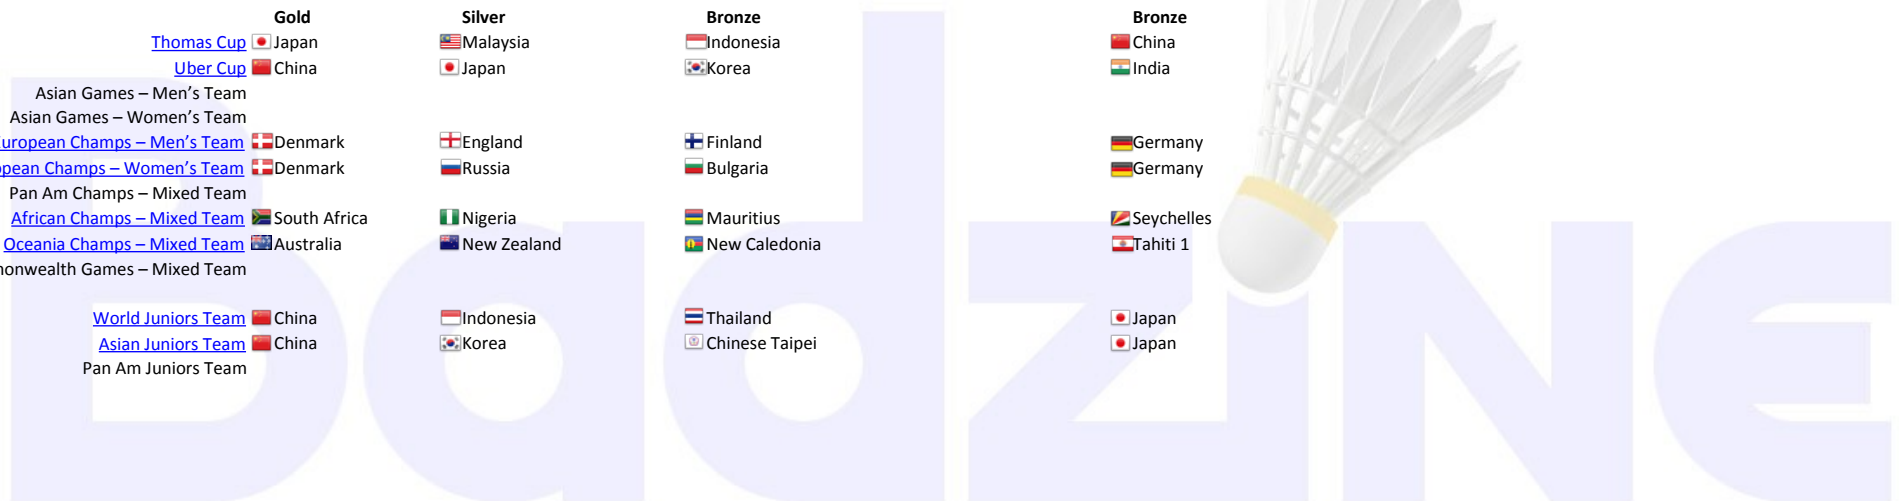 Gold Silver Bronze Bronze
Thomas Cup Japan Malaysia Indonesia China
Uber Cup China Japan Korea India
Asian Games – Men's Team
Asian Games – Women's Team
uropean Champs – Men's Team Denmark England Finland Germany
pean Champs – Women's Team Denmark Russia Bulgaria Germany
Pan Am Champs – Mixed Team
African Champs – Mixed Team South Africa Nigeria Mauritius Seychelles
Oceania Champs – Mixed Team Australia New Zealand New Caledonia Tahiti 1
onwealth Games – Mixed Team
World Juniors Team China Indonesia Thailand Japan
Asian Juniors Team China Korea Chinese Taipei Japan
Pan Am Juniors Team
BadZINE